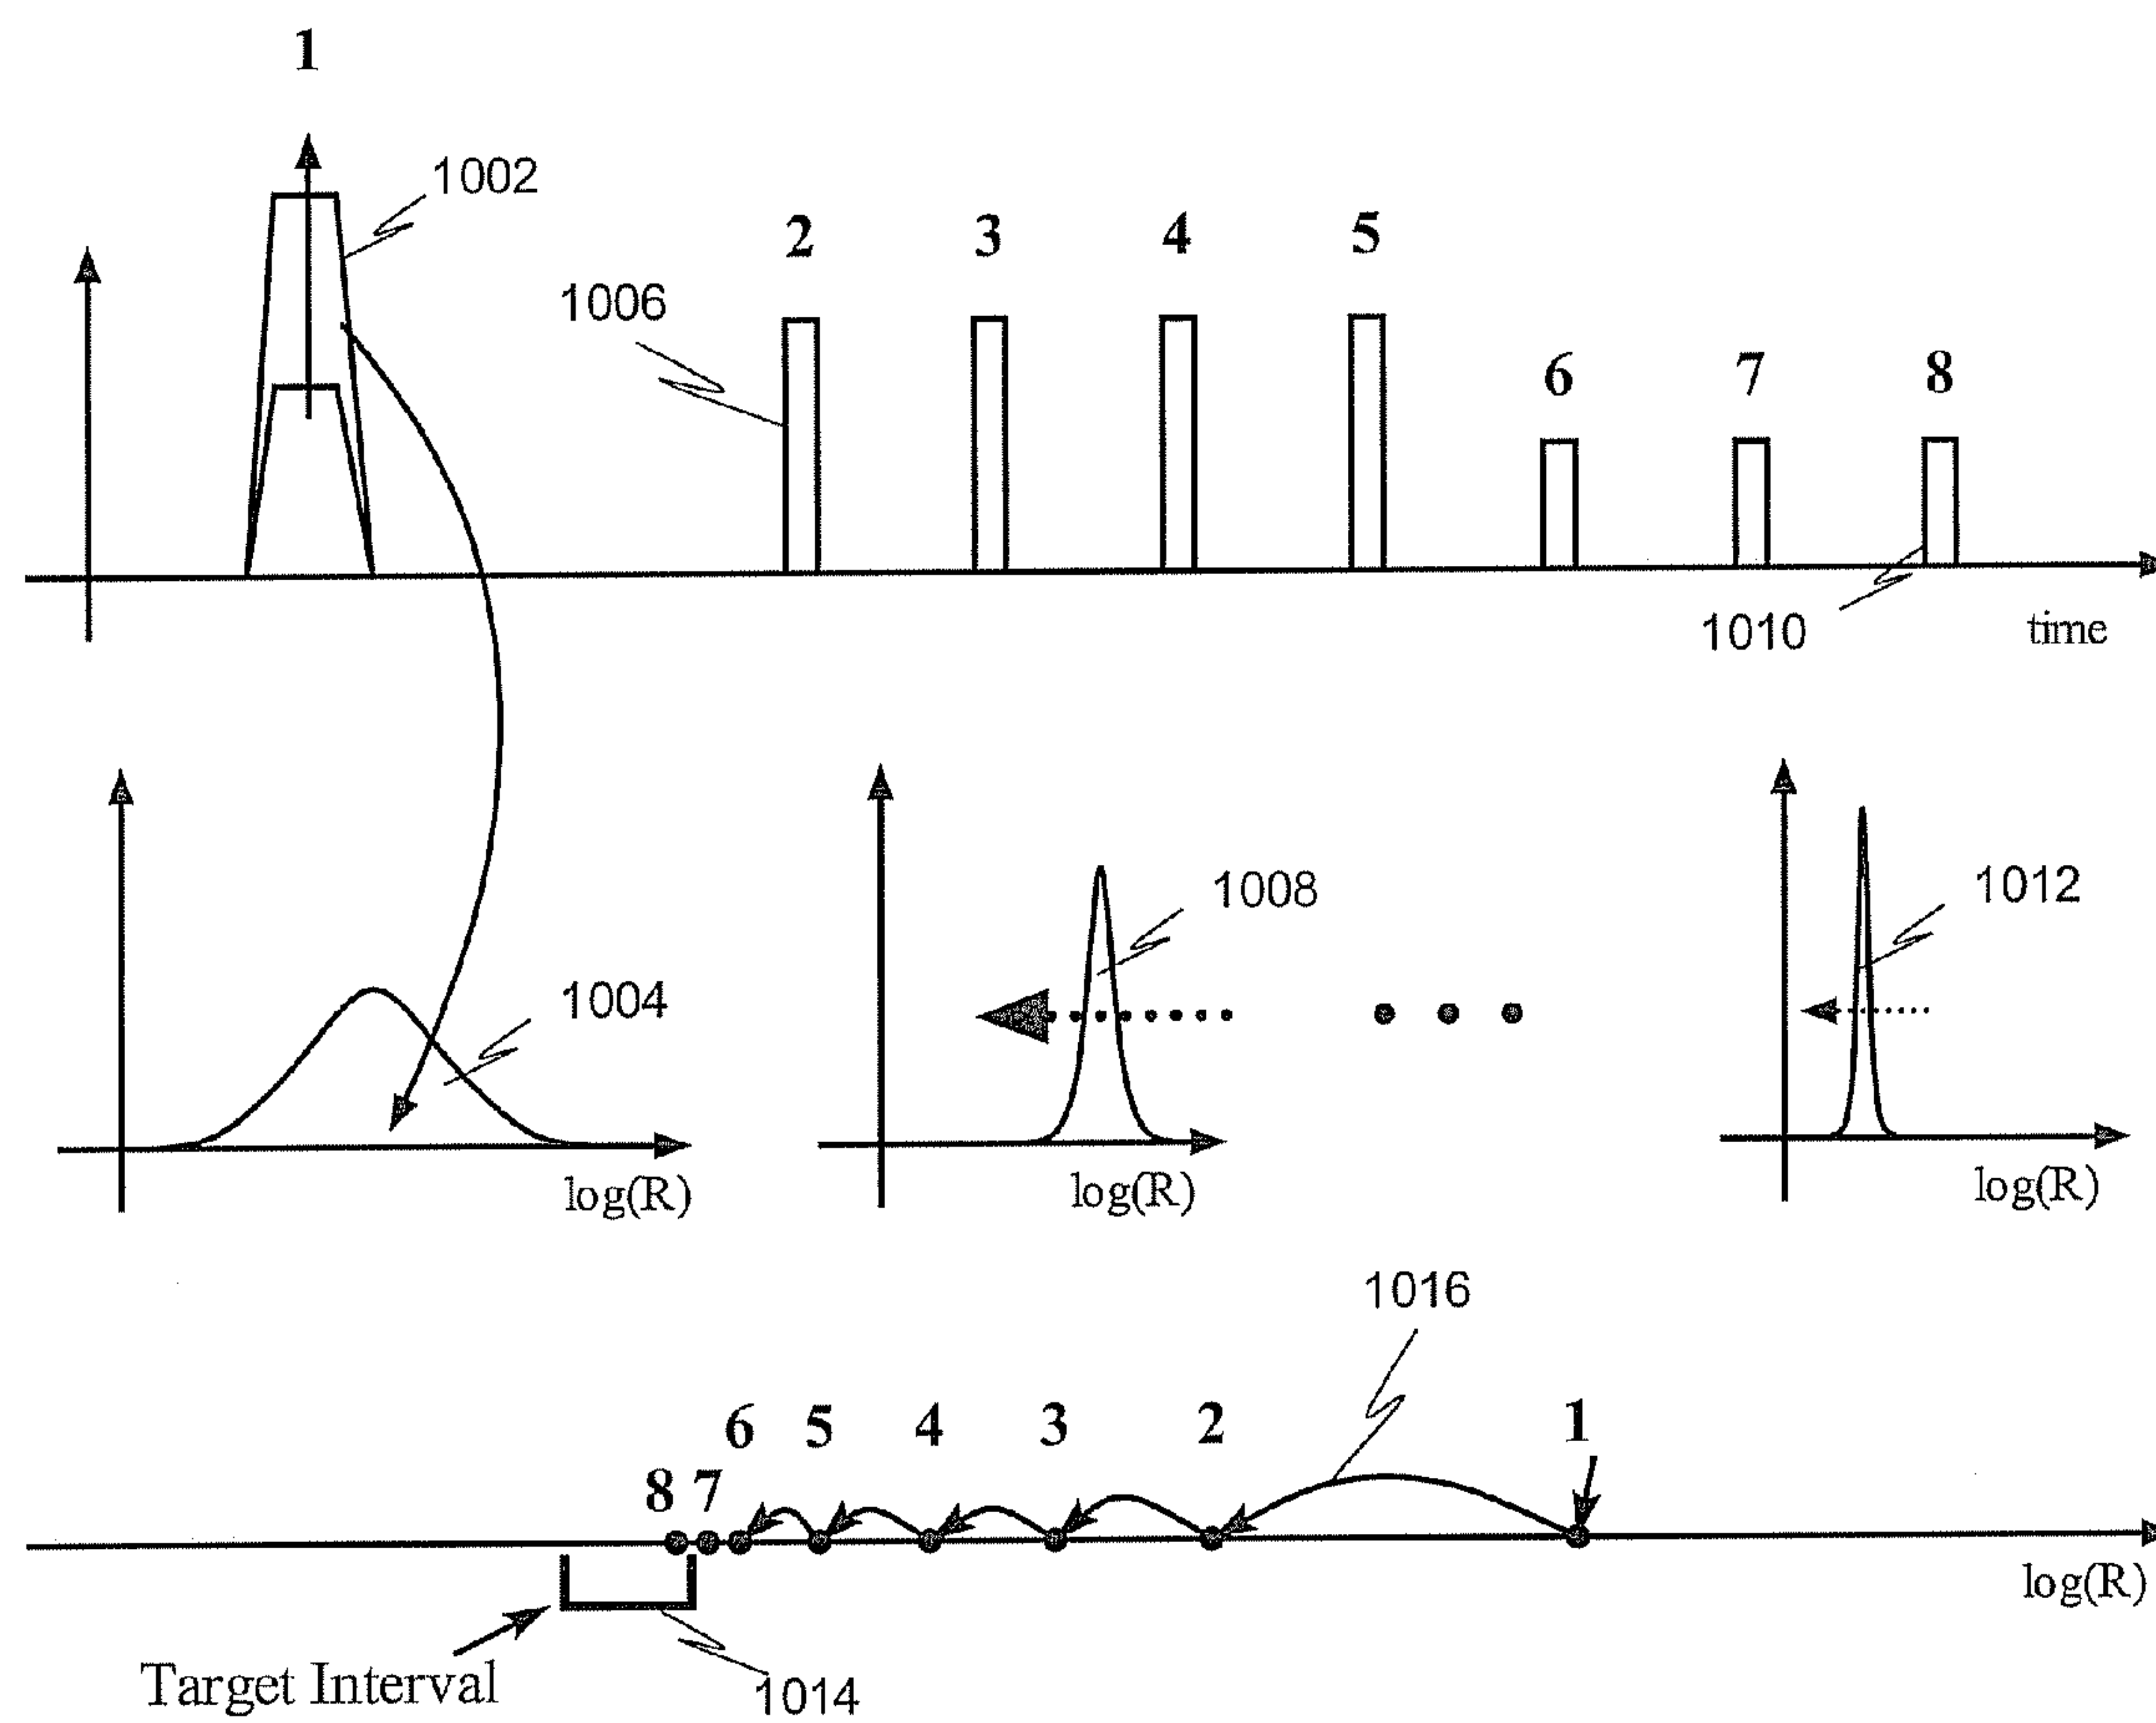 1
1002
2 3 4 5
1006
6 7 8
1010
time
1004
1008
1012
log(R)
log(R)
log(R)
1016
6 5 4 3 2 1
8 7
log(R)
Target Interval
1014